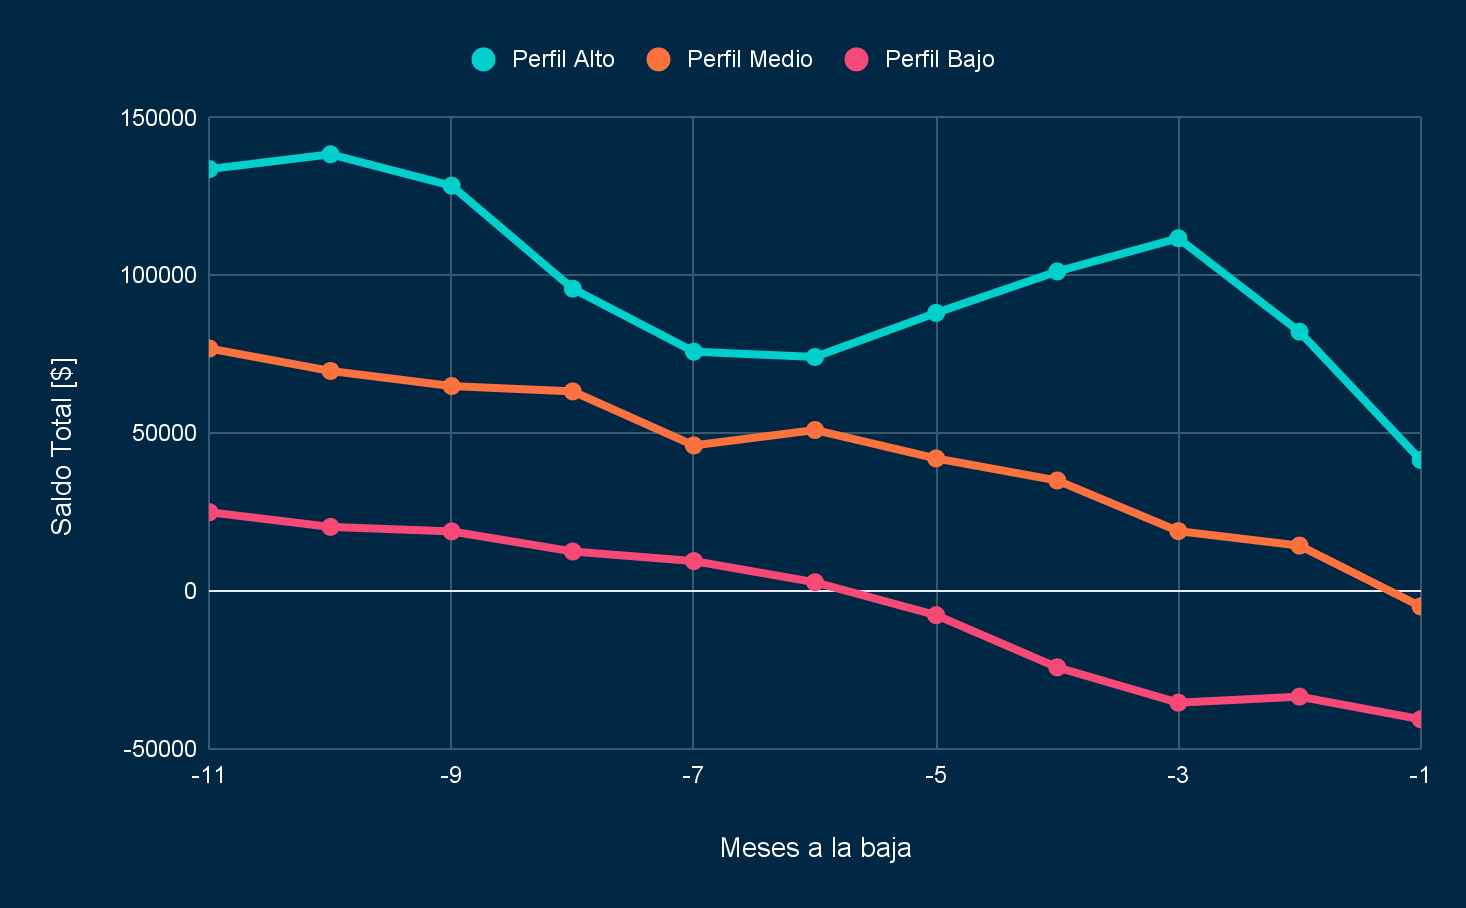 Perfil Alto Perfil Medio Perfil Bajo
150000
100000
50000
0
-50000
Saldo Total [$]
-11 -9 -7 -5 -3 -1
Meses a la baja